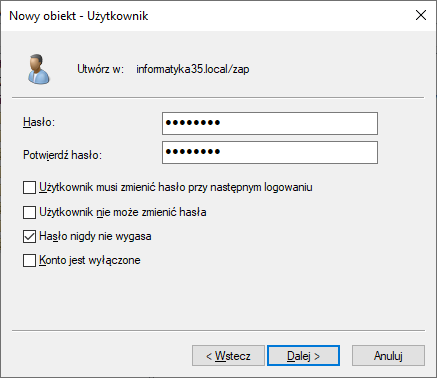 Nowy obiekt - Użytkownik
Utwórz w: informatyka35.local/zap
Hasło: ●●●●●●●●
Potwierdź hasło: ●●●●●●●●
Użytkownik musi zmienić hasło przy następnym logowaniu
Użytkownik nie może zmienić hasła
Hasło nigdy nie wygasa
Konto jest wyłączone
< Wstecz Dalej > Anuluj